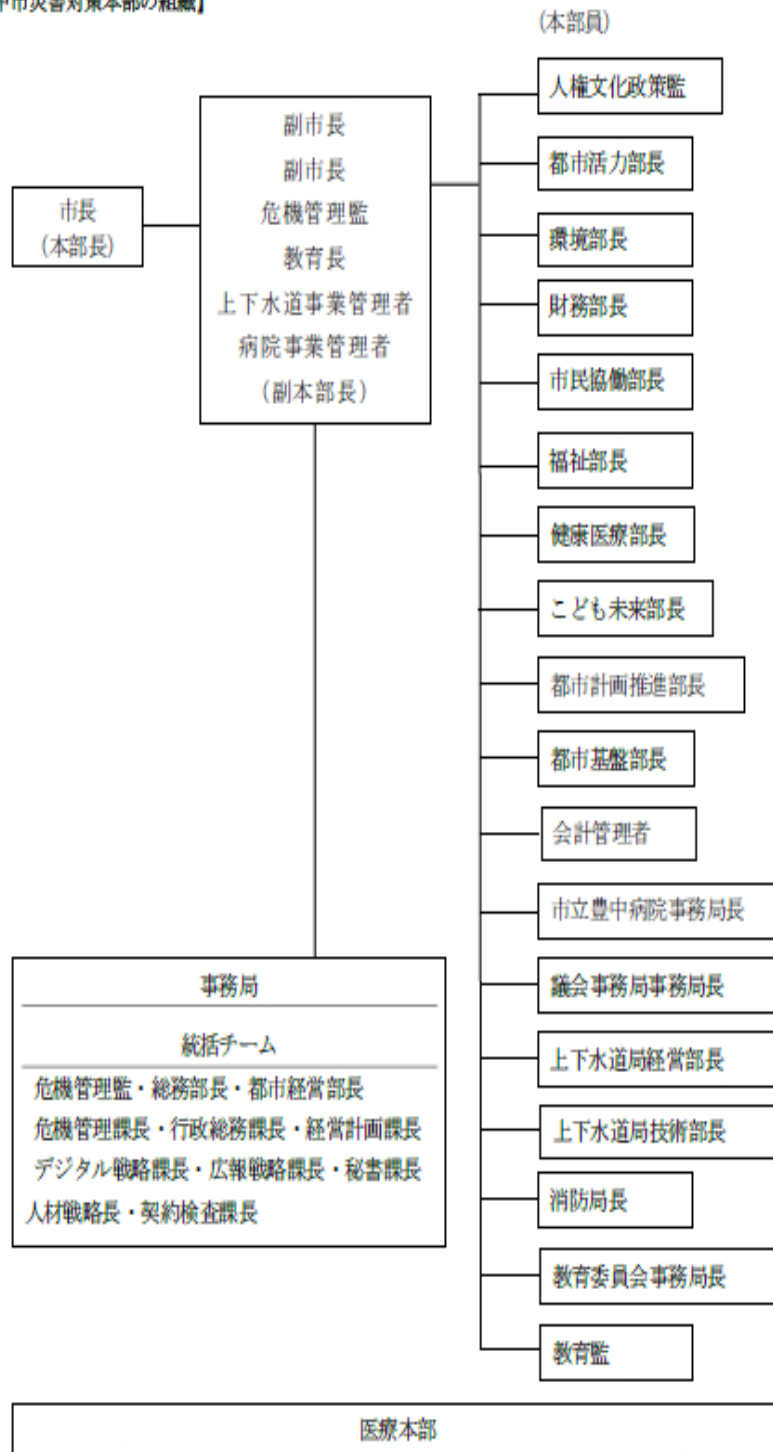 中市災害対策本部の組織】
(本部員)
市長
(本部長)
副市長
副市長
危機管理監
教育長
上下水道事業管理者
病院事業管理者
(副本部長)
人権文化政策監
都市活力部長
環境部長
財務部長
市民協働部長
福祉部長
健康医療部長
こども未来部長
都市計画推進部長
都市基盤部長
会計管理者
市立豊中病院事務局長
議会事務局事務局長
上下水道局経営部長
上下水道局技術部長
消防局長
教育委員会事務局長
教育監
事務局
統括チーム
危機管理監・総務部長・都市経営部長
危機管理課長・行政総務課長・経営計画課長
デジタル戦略課長・広報戦略課長・秘書課長
人材戦略長・契約検査課長
医療本部